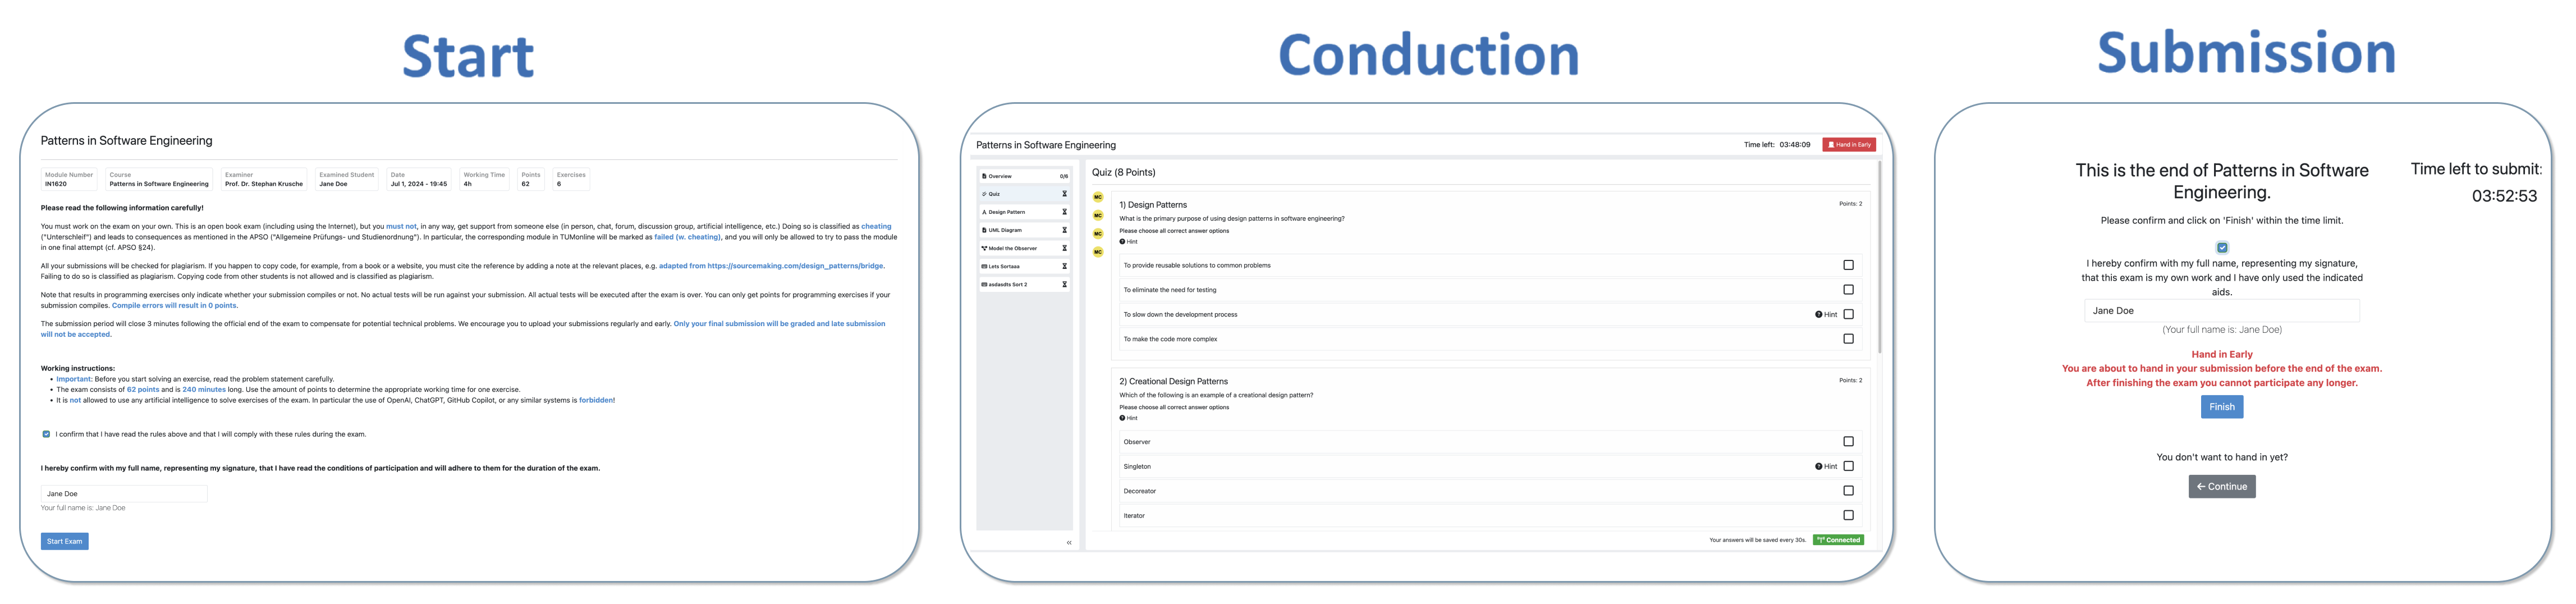 Start
Conduction
Submission
Patterns in Software Engineering
Module Number
IN1620
Course
Patterns in Software Engineering
Examiner
Prof. Dr. Stephan Krusche
Examined Student
Jane Doe
Date
Jul 1, 2024 - 19:45
Working Time
4h
Points
62
Exercises
6
Please read the following information carefully!
You must work on the exam on your own. This is an open book exam (including using the Internet), but you must not, in any way, get support from someone else (in person, chat, forum, discussion group, artificial intelligence, etc.) Doing so is classified as cheating
("Unterschleif") and leads to consequences as mentioned in the APSO ("Allgemeine Prüfungs- und Studienordnung"). In particular, the corresponding module in TUMonline will be marked as failed (w. cheating), and you will only be allowed to try to pass the module
in one final attempt (cf. APSO §24).
All your submissions will be checked for plagiarism. If you happen to copy code, for example, from a book or a website, you must cite the reference by adding a note at the relevant places, e.g. adapted from https://sourcemaking.com/design_patterns/bridge.
Failing to do so is classified as plagiarism. Copying code from other students is not allowed and is classified as plagiarism.
Note that results in programming exercises only indicate whether your submission compiles or not. No actual tests will be run against your submission. All actual tests will be executed after the exam is over. You can only get points for programming exercises if your
submission compiles. Compile errors will result in 0 points.
The submission period will close 3 minutes following the official end of the exam to compensate for potential technical problems. We encourage you to upload your submissions regularly and early. Only your final submission will be graded and late submission
will not be accepted.
Working instructions:
• Important: Before you start solving an exercise, read the problem statement carefully.
• The exam consists of 62 points and is 240 minutes long. Use the amount of points to determine the appropriate working time for one exercise.
• It is not allowed to use any artificial intelligence to solve exercises of the exam. In particular the use of OpenAi, ChatGPT, GitHub Copilot, or any similar systems is forbidden!
I confirm that I have read the rules above and that I will comply with these rules during the exam.
I hereby confirm with my full name, representing my signature, that I have read the conditions of participation and will adhere to them for the duration of the exam.
Jane Doe
Your full name is: Jane Doe
Start Exam
Patterns in Software Engineering
Time left: 03:48:09
Hand in Early
Overview 0/6
Quiz
Design Pattern
UML Diagram
Model the Observer
Lets Sortaaa
asdasdts Sort 2
«
Quiz (8 Points)
MC
MC
MC
MC
1) Design Patterns
Points: 2
What is the primary purpose of using design patterns in software engineering?
Please choose all correct answer options
Hint
To provide reusable solutions to common problems
To eliminate the need for testing
To slow down the development process
Hint
To make the code more complex
2) Creational Design Patterns
Points: 2
Which of the following is an example of a creational design pattern?
Please choose all correct answer options
Hint
Observer
Singleton
Hint
Decoreator
Iterator
Your answers will be saved every 30s.
Connected
This is the end of Patterns in Software
Engineering.
Time left to submit:
03:52:53
Please confirm and click on 'Finish' within the time limit.
I hereby confirm with my full name, representing my signature,
that this exam is my own work and I have only used the indicated
aids.
Jane Doe
(Your full name is: Jane Doe)
Hand in Early
You are about to hand in your submission before the end of the exam.
After finishing the exam you cannot participate any longer.
Finish
You don't want to hand in yet?
← Continue